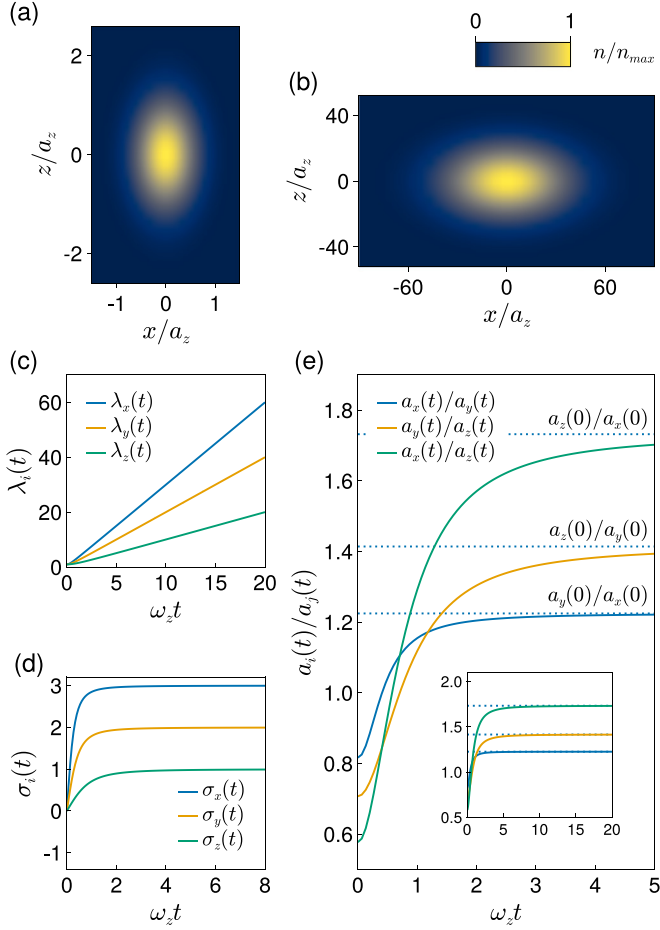 (a)
2
0
-2
z/a_z
-1 0 1
x/a_z
0 1
n/n_{max}
(b)
40
0
-40
z/a_z
-60 0 60
x/a_z
(c)
λ_x(t)
λ_y(t)
λ_z(t)
60
40
20
0
λ_i(t)
0 5 10 15 20
ω_z t
(d)
3
2
1
0
-1
σ_i(t)
σ_x(t)
σ_y(t)
σ_z(t)
0 2 4 6 8
ω_z t
(e)
a_x(t)/a_y(t)
a_y(t)/a_z(t)
a_x(t)/a_z(t)
a_z(0)/a_x(0)
a_z(0)/a_y(0)
a_y(0)/a_x(0)
1.8
1.6
1.4
1.2
1.0
0.8
0.6
a_i(t)/a_j(t)
2.0
1.5
1.0
0.5
0 5 10 15 20
0 1 2 3 4 5
ω_z t